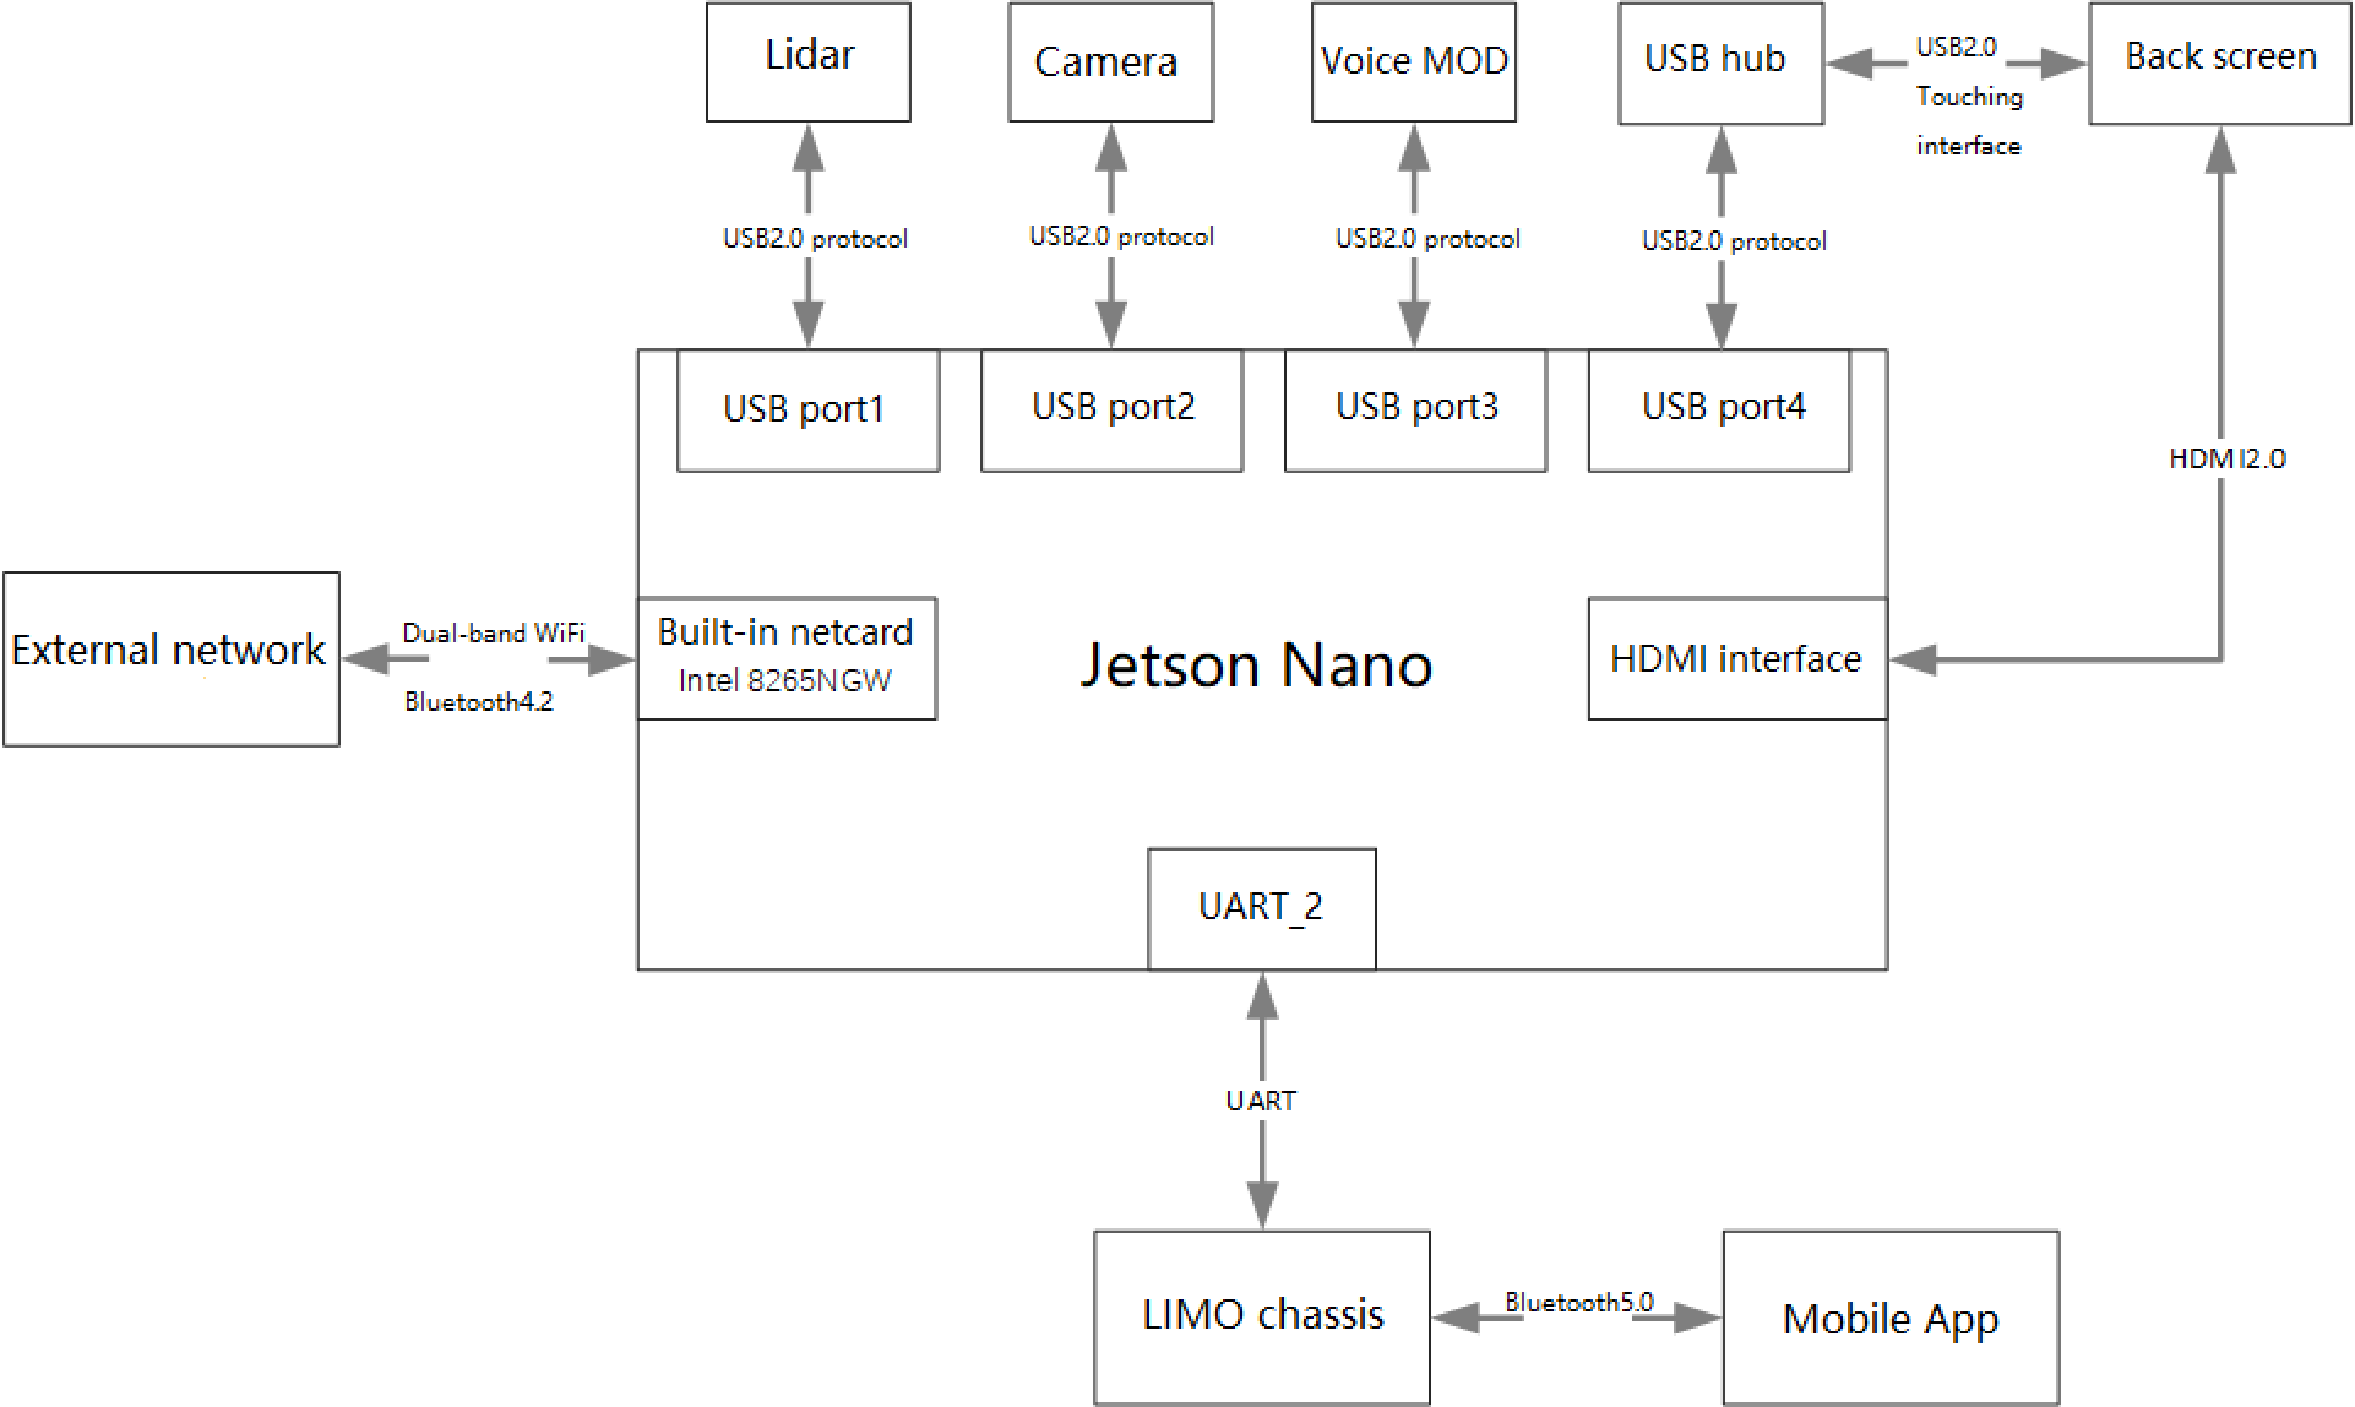 Lidar
Camera
Voice MOD
USB hub
USB2.0
Touching
interface
Back screen
USB2.0 protocol
USB2.0 protocol
USB2.0 protocol
USB2.0 protocol
USB port1
USB port2
USB port3
USB port4
HDMI2.0
External network
Dual-band WiFi
Bluetooth4.2
Built-in netcard
Intel 8265NGW
Jetson Nano
HDMI interface
UART_2
UART
LIMO chassis
Bluetooth5.0
Mobile App